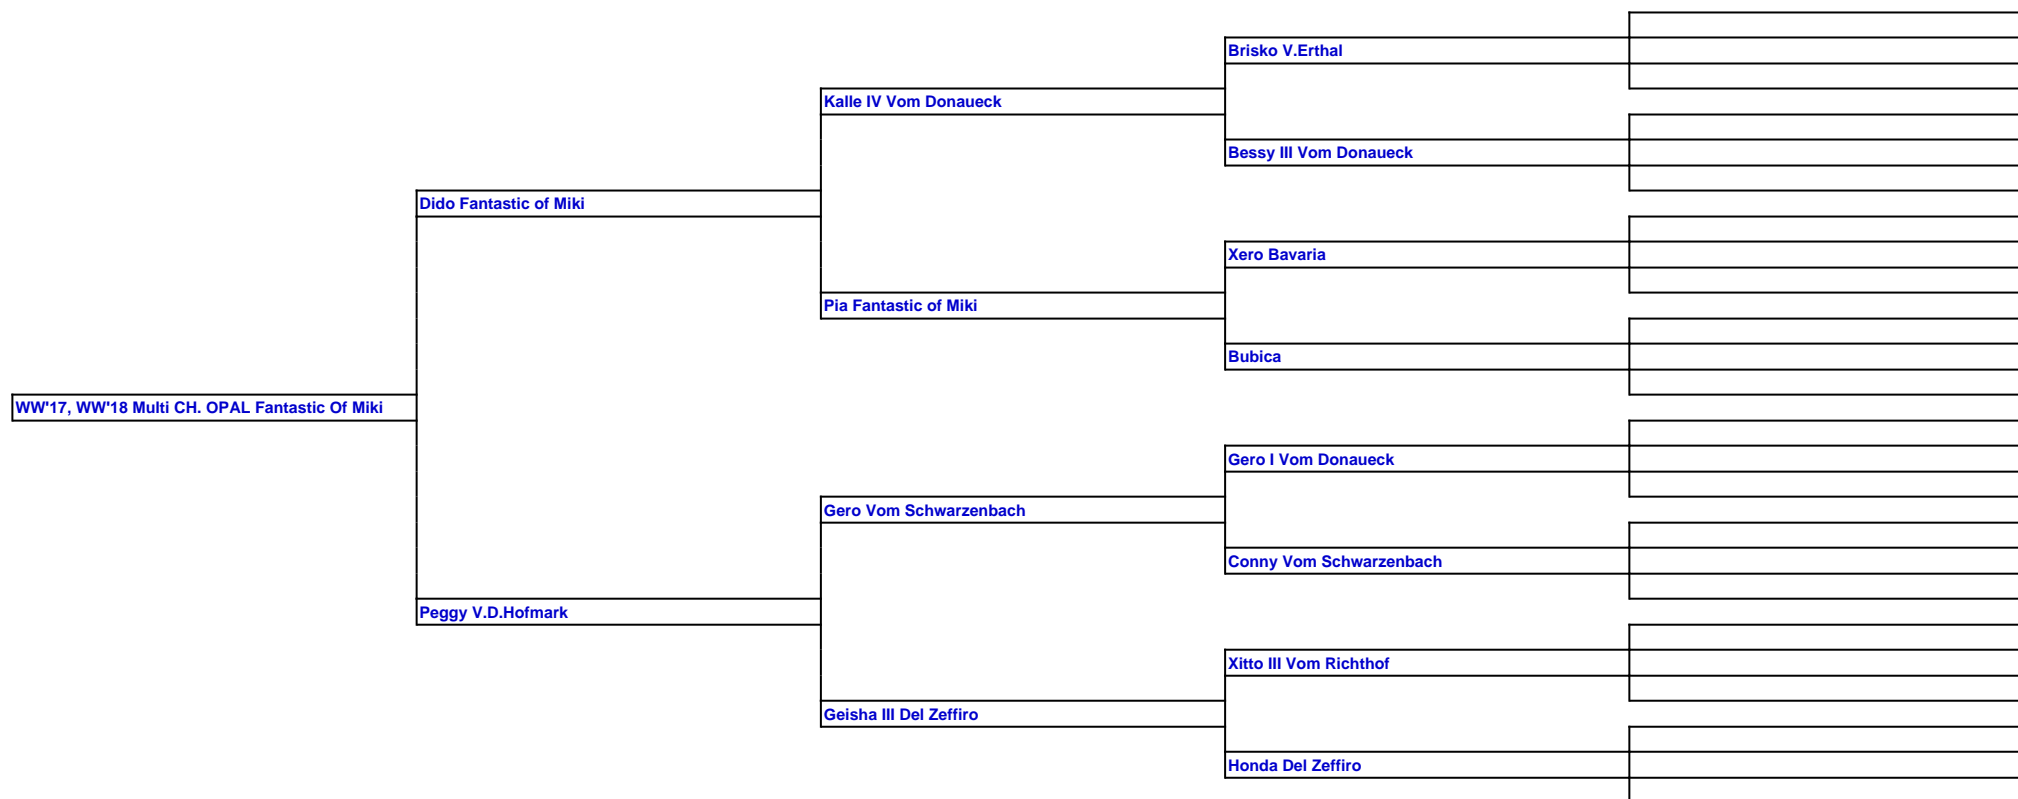 Brisko V.Erthal
Kalle IV Vom Donaueck
Bessy III Vom Donaueck
Dido Fantastic of Miki
Xero Bavaria
Pia Fantastic of Miki
Bubica
WW'17, WW'18 Multi CH. OPAL Fantastic Of Miki
Gero I Vom Donaueck
Gero Vom Schwarzenbach
Conny Vom Schwarzenbach
Peggy V.D.Hofmark
Xitto III Vom Richthof
Geisha III Del Zeffiro
Honda Del Zeffiro